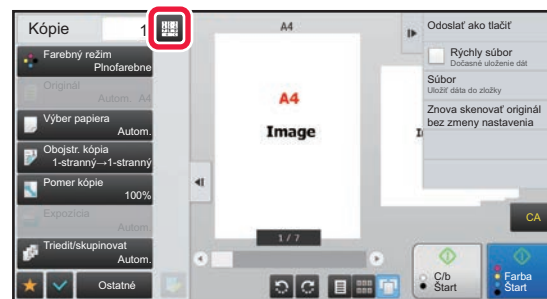 Kópie
1
Farebný režim
Plnofarebne
Originál
Autom. A4
Výber papiera
Autom.
Obojstr. kópia
1-stranný→1-stranný
Pomer kópie
100%
Expozícia
Autom.
Triedit/skupinovat
Autom.
Ostatné
A4
A4
Image
1 / 7
Odoslať ako tlačiť
Rýchly súbor
Dočasné uloženie dát
Súbor
Uložiť dáta do zložky
Znova skenovať originál
bez zmeny nastavenia
CA
C/b
Štart
Farba
Štart